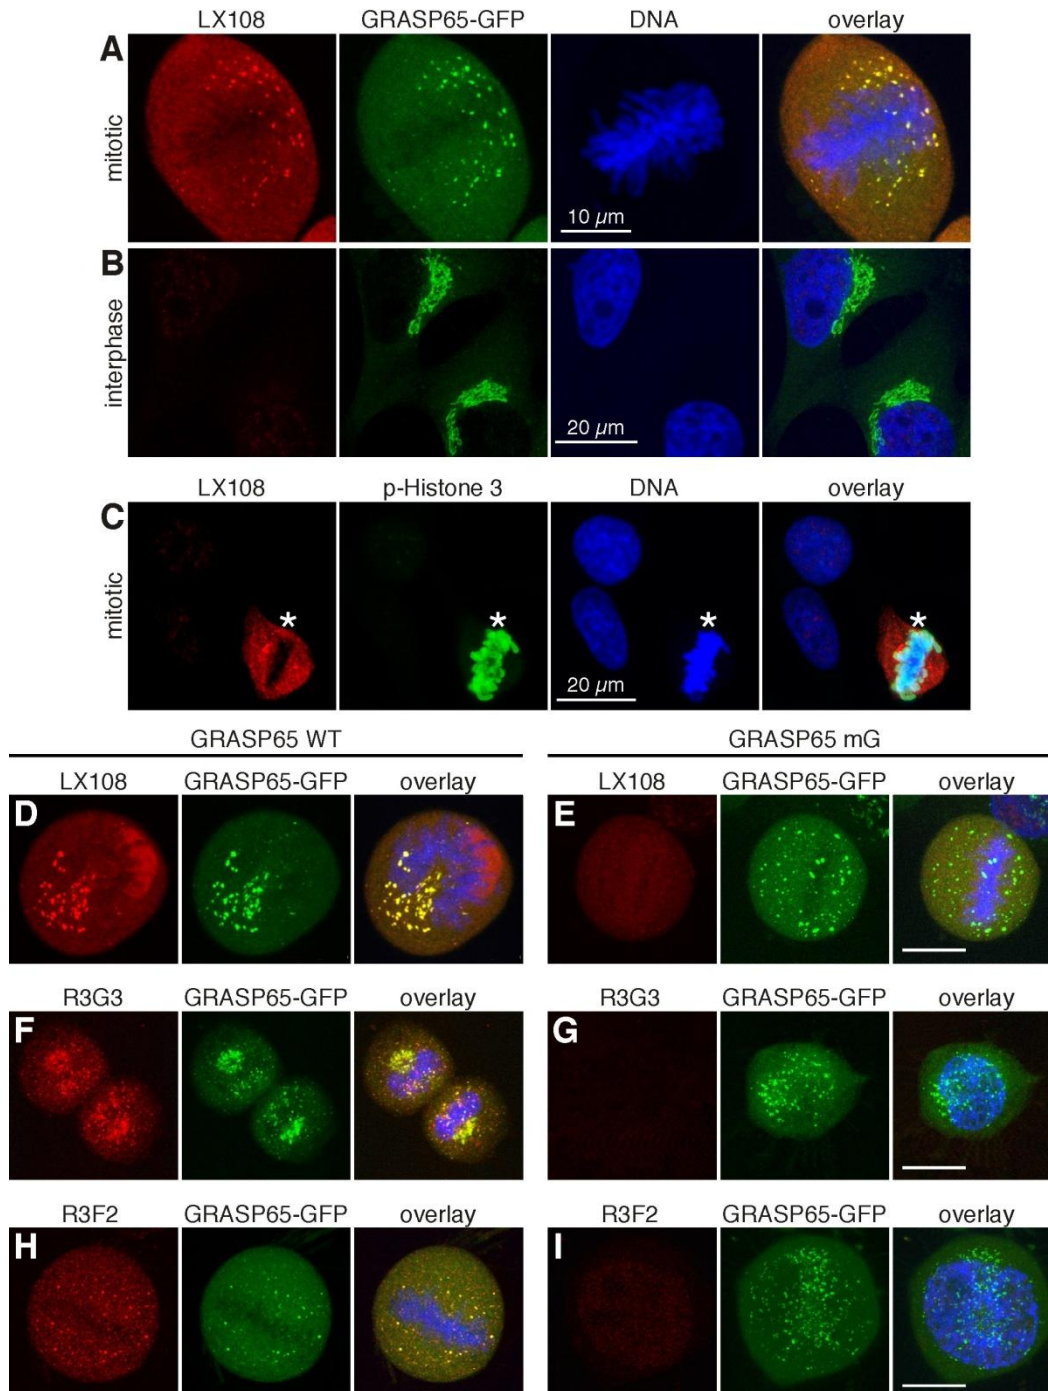 LX108 GRASP65-GFP DNA overlay
A
mitotic
10 µm
B
interphase
20 µm
LX108 p-Histone 3 DNA overlay
C
mitotic
* * * *
20 µm
GRASP65 WT GRASP65 mG
LX108 GRASP65-GFP overlay LX108 GRASP65-GFP overlay
D E
R3G3 GRASP65-GFP overlay R3G3 GRASP65-GFP overlay
F G
R3F2 GRASP65-GFP overlay R3F2 GRASP65-GFP overlay
H I